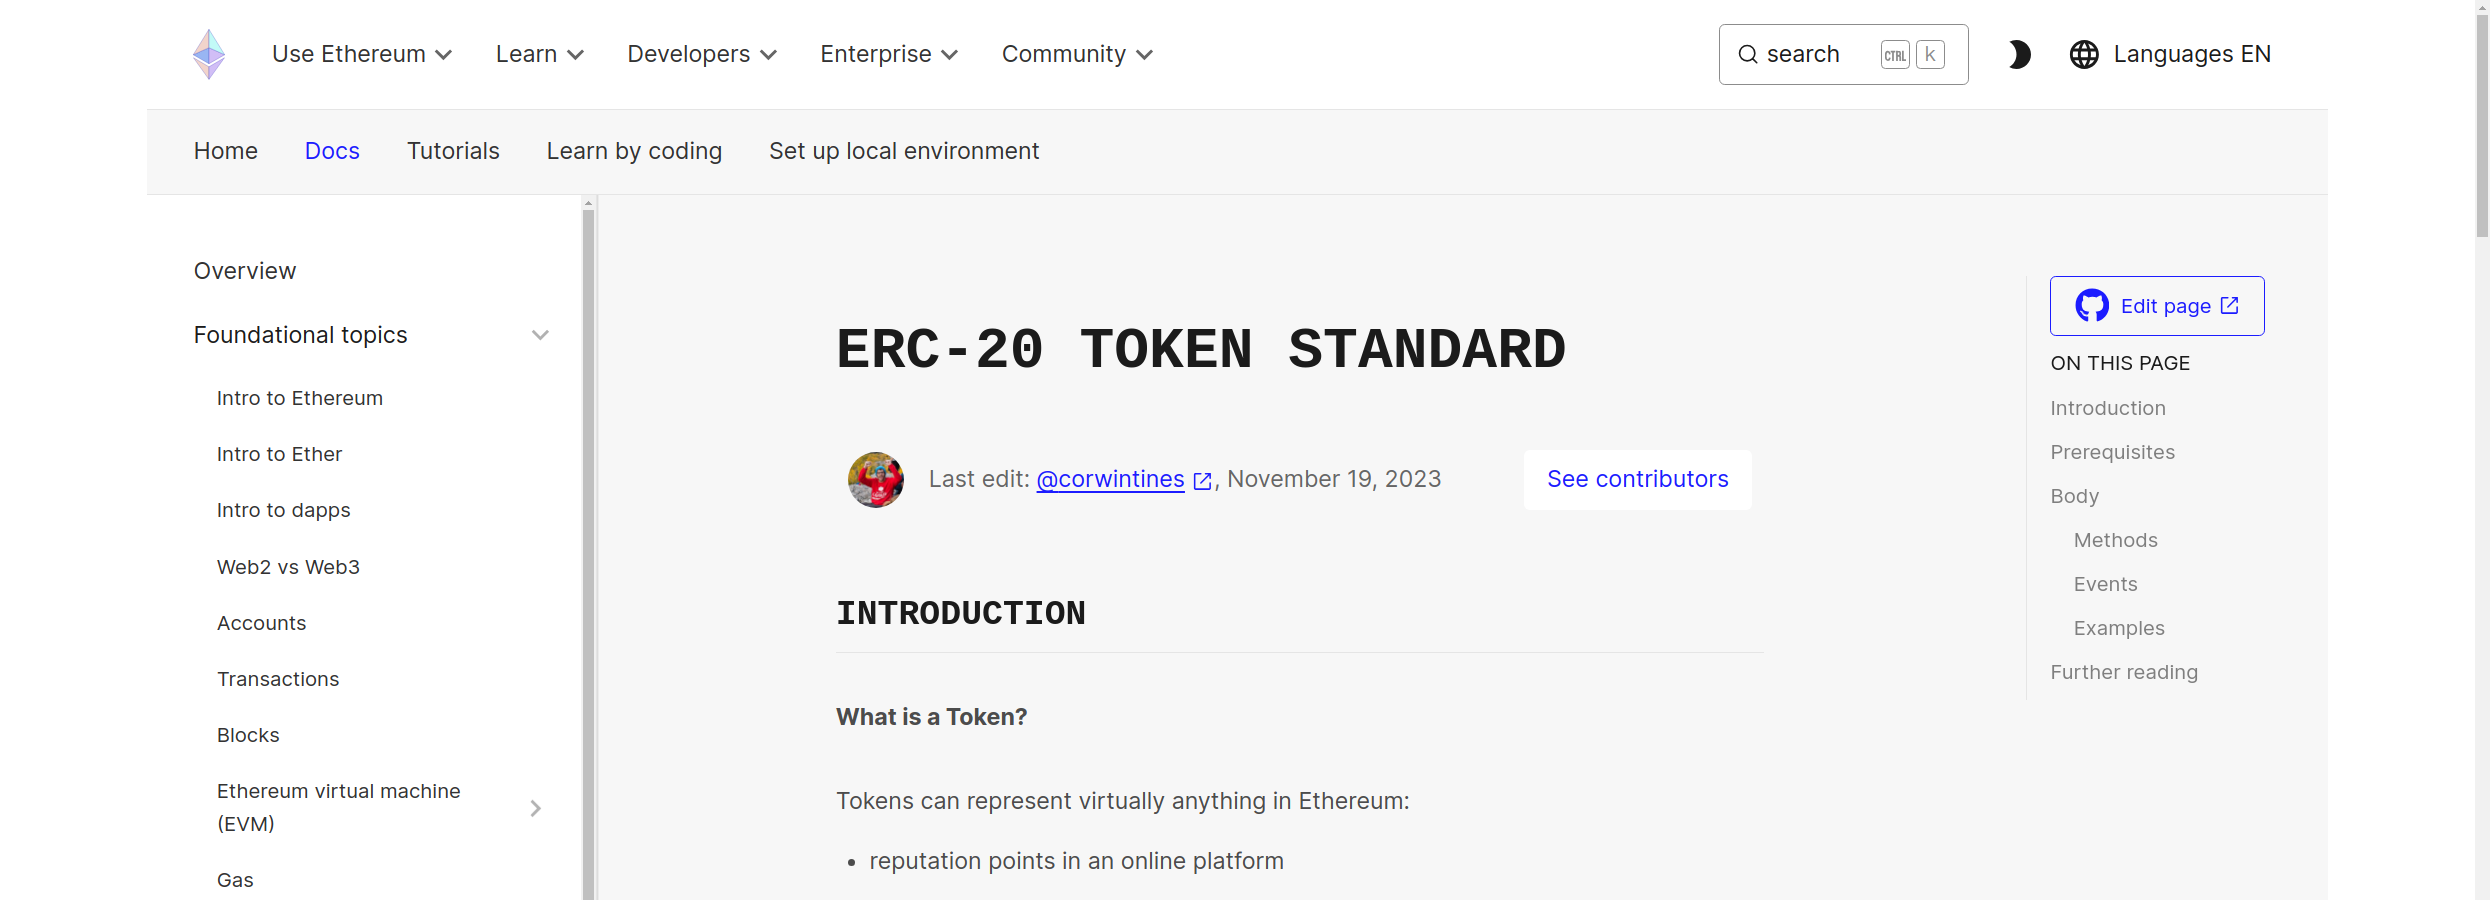 Use Ethereum
Learn
Developers
Enterprise
Community
search
CTRL
k
Languages EN
Home
Docs
Tutorials
Learn by coding
Set up local environment
Overview
Foundational topics
Intro to Ethereum
Intro to Ether
Intro to dapps
Web2 vs Web3
Accounts
Transactions
Blocks
Ethereum virtual machine
(EVM)
Gas
ERC-20 TOKEN STANDARD
Last edit: @corwintines , November 19, 2023
See contributors
INTRODUCTION
What is a Token?
Tokens can represent virtually anything in Ethereum:
• reputation points in an online platform
Edit page
ON THIS PAGE
Introduction
Prerequisites
Body
Methods
Events
Examples
Further reading